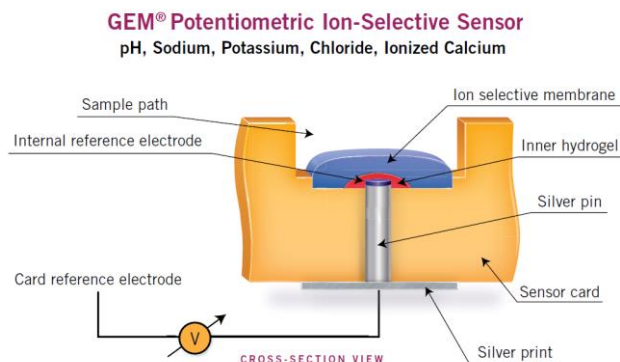 GEM® Potentiometric Ion-Selective Sensor
pH, Sodium, Potassium, Chloride, Ionized Calcium
Sample path
Ion selective membrane
Internal reference electrode
Inner hydrogel
Silver pin
Card reference electrode
Sensor card
V
CROSS-SECTION VIEW
Silver print